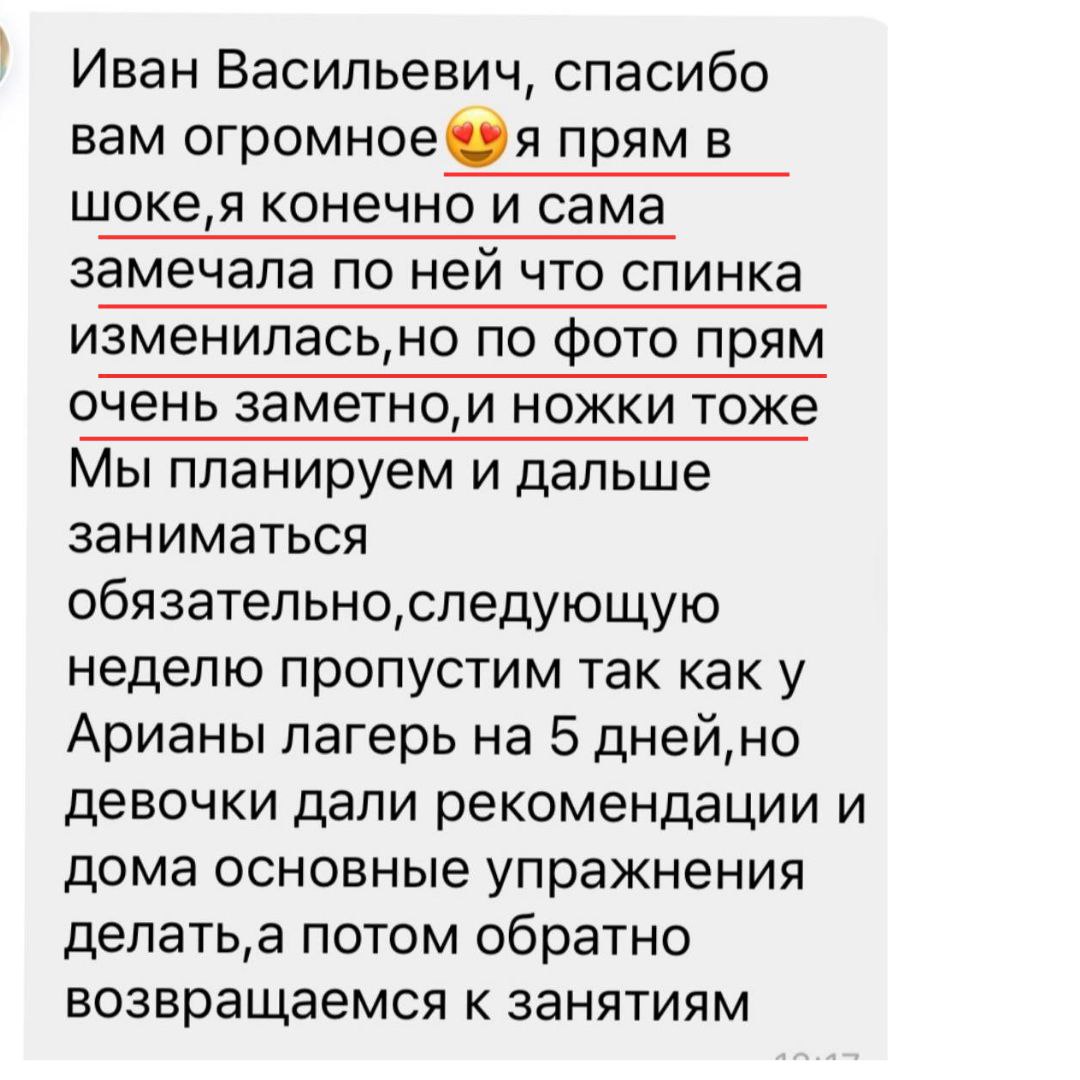 Иван Васильевич, спасибо
вам огромное😍я прям в
шоке,я конечно и сама
замечала по ней что спинка
изменилась,но по фото прям
очень заметно,и ножки тоже
Мы планируем и дальше
заниматься
обязательно,следующую
неделю пропустим так как у
Арианы лагерь на 5 дней,но
девочки дали рекомендации и
дома основные упражнения
делать,а потом обратно
возвращаемся к занятиям